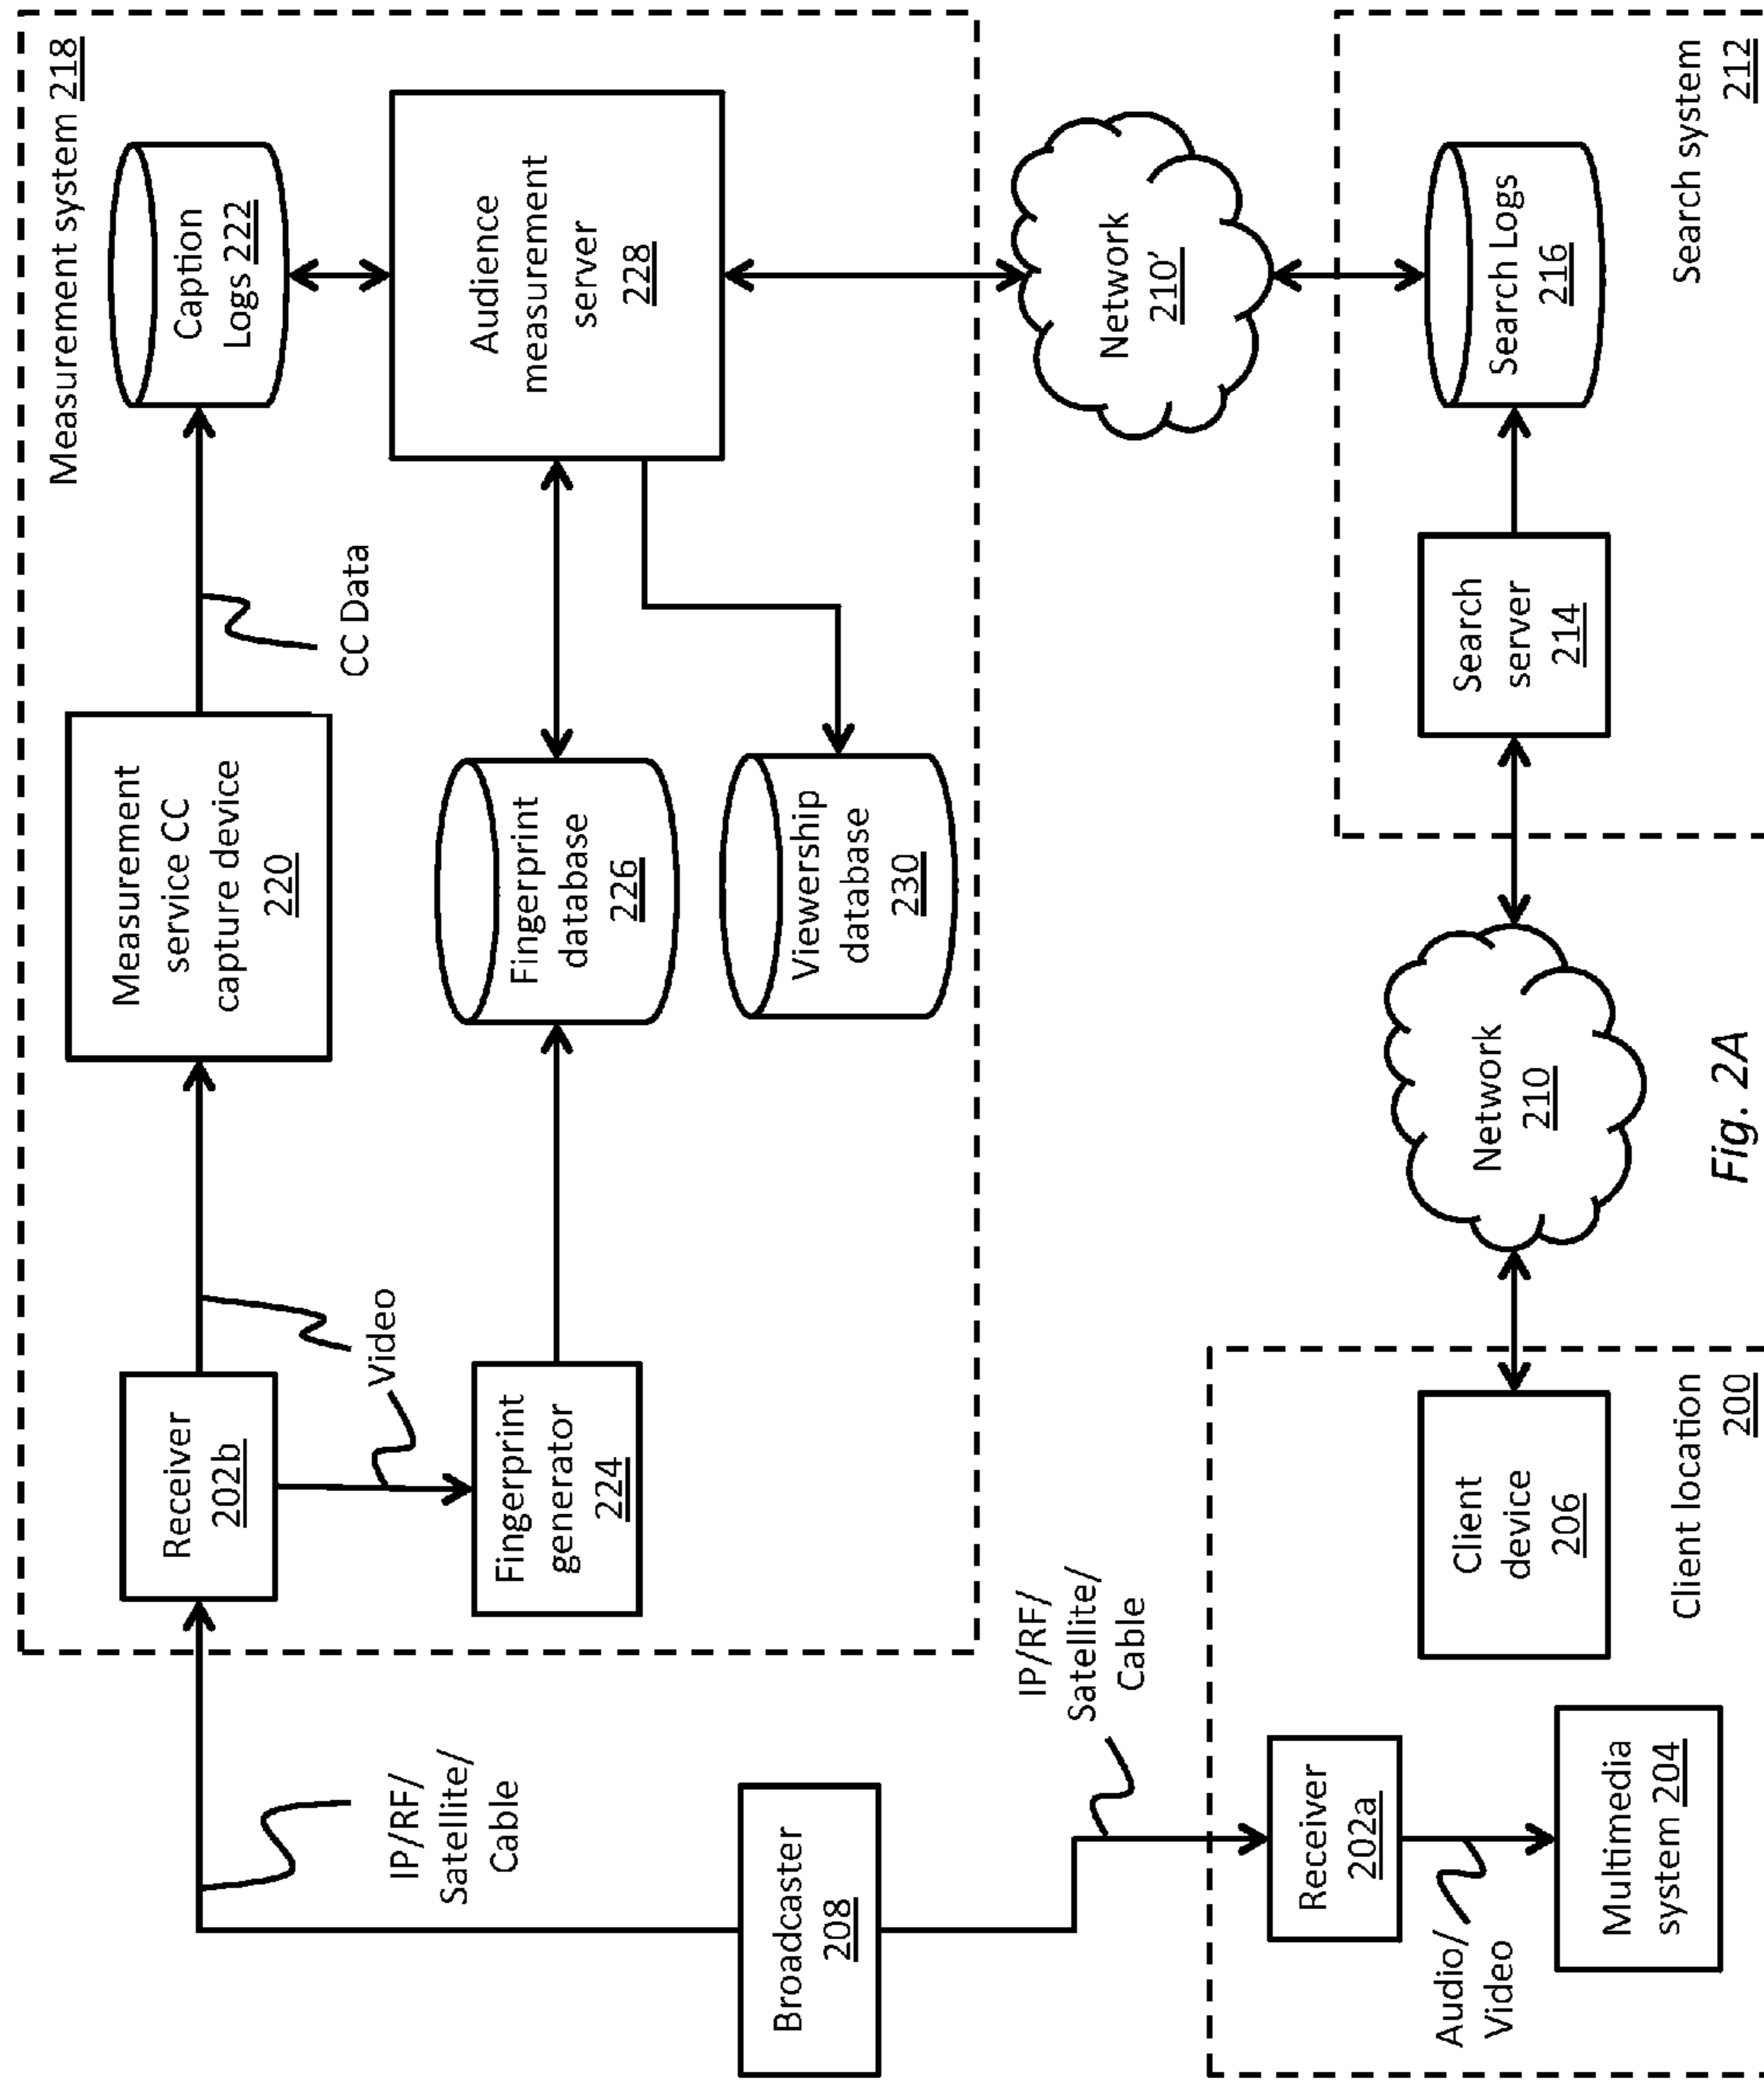 Measurement system 218
IP/RF/
Satellite/
Cable
Receiver
202b
Video
Measurement
service CC
capture device
220
CC Data
Caption
Logs 222
Fingerprint
generator
224
Fingerprint
database
226
Audience
measurement
server
228
Viewership
database
230
Broadcaster
208
IP/RF/
Satellite/
Cable
Network
210'
Receiver
202a
Audio/
Video
Multimedia
system 204
Client
device
206
Client location
200
Network
210
Search
server
214
Search Logs
216
Search system
212
Fig. 2A